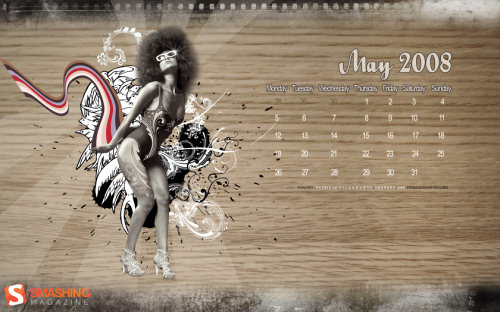 May 2008
Monday Tuesday Wednesday Thursday Friday Saturday Sunday
1 2 3 4
5 6 7 8 9 10 11
12 13 14 15 16 17 18
19 20 21 22 23 24 25
26 27 28 29 30 31
SMASHING
MAGAZINE